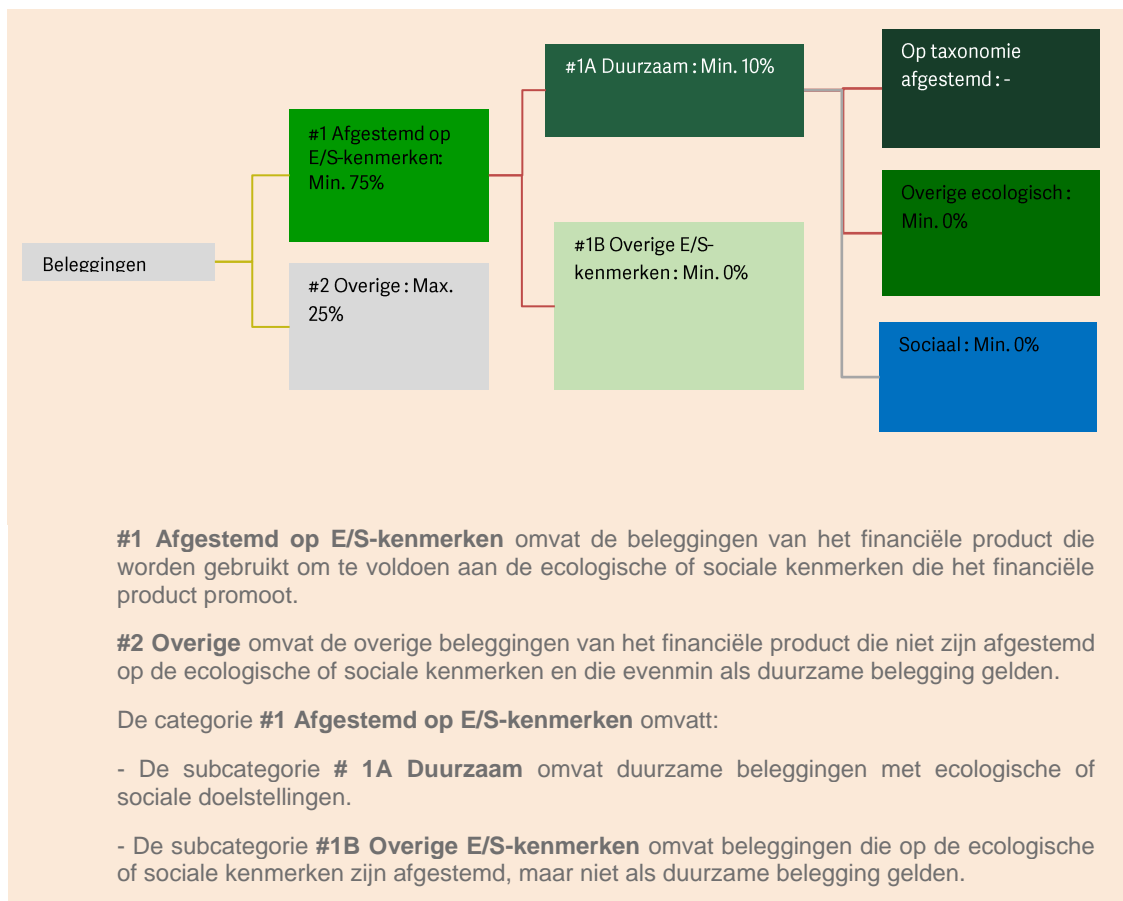 Beleggingen
#1 Afgestemd op
E/S-kenmerken:
Min. 75%
#2 Overige : Max.
25%
#1A Duurzaam : Min. 10%
#1B Overige E/S-
kenmerken : Min. 0%
Op taxonomie
afgestemd : -
Overige ecologisch :
Min. 0%
Sociaal : Min. 0%
#1 Afgestemd op E/S-kenmerken omvat de beleggingen van het financiële product die
worden gebruikt om te voldoen aan de ecologische of sociale kenmerken die het financiële
product promoot.
#2 Overige omvat de overige beleggingen van het financiële product die niet zijn afgestemd
op de ecologische of sociale kenmerken en die evenmin als duurzame belegging gelden.
De categorie #1 Afgestemd op E/S-kenmerken omvatt:
- De subcategorie # 1A Duurzaam omvat duurzame beleggingen met ecologische of
sociale doelstellingen.
- De subcategorie #1B Overige E/S-kenmerken omvat beleggingen die op de ecologische
of sociale kenmerken zijn afgestemd, maar niet als duurzame belegging gelden.